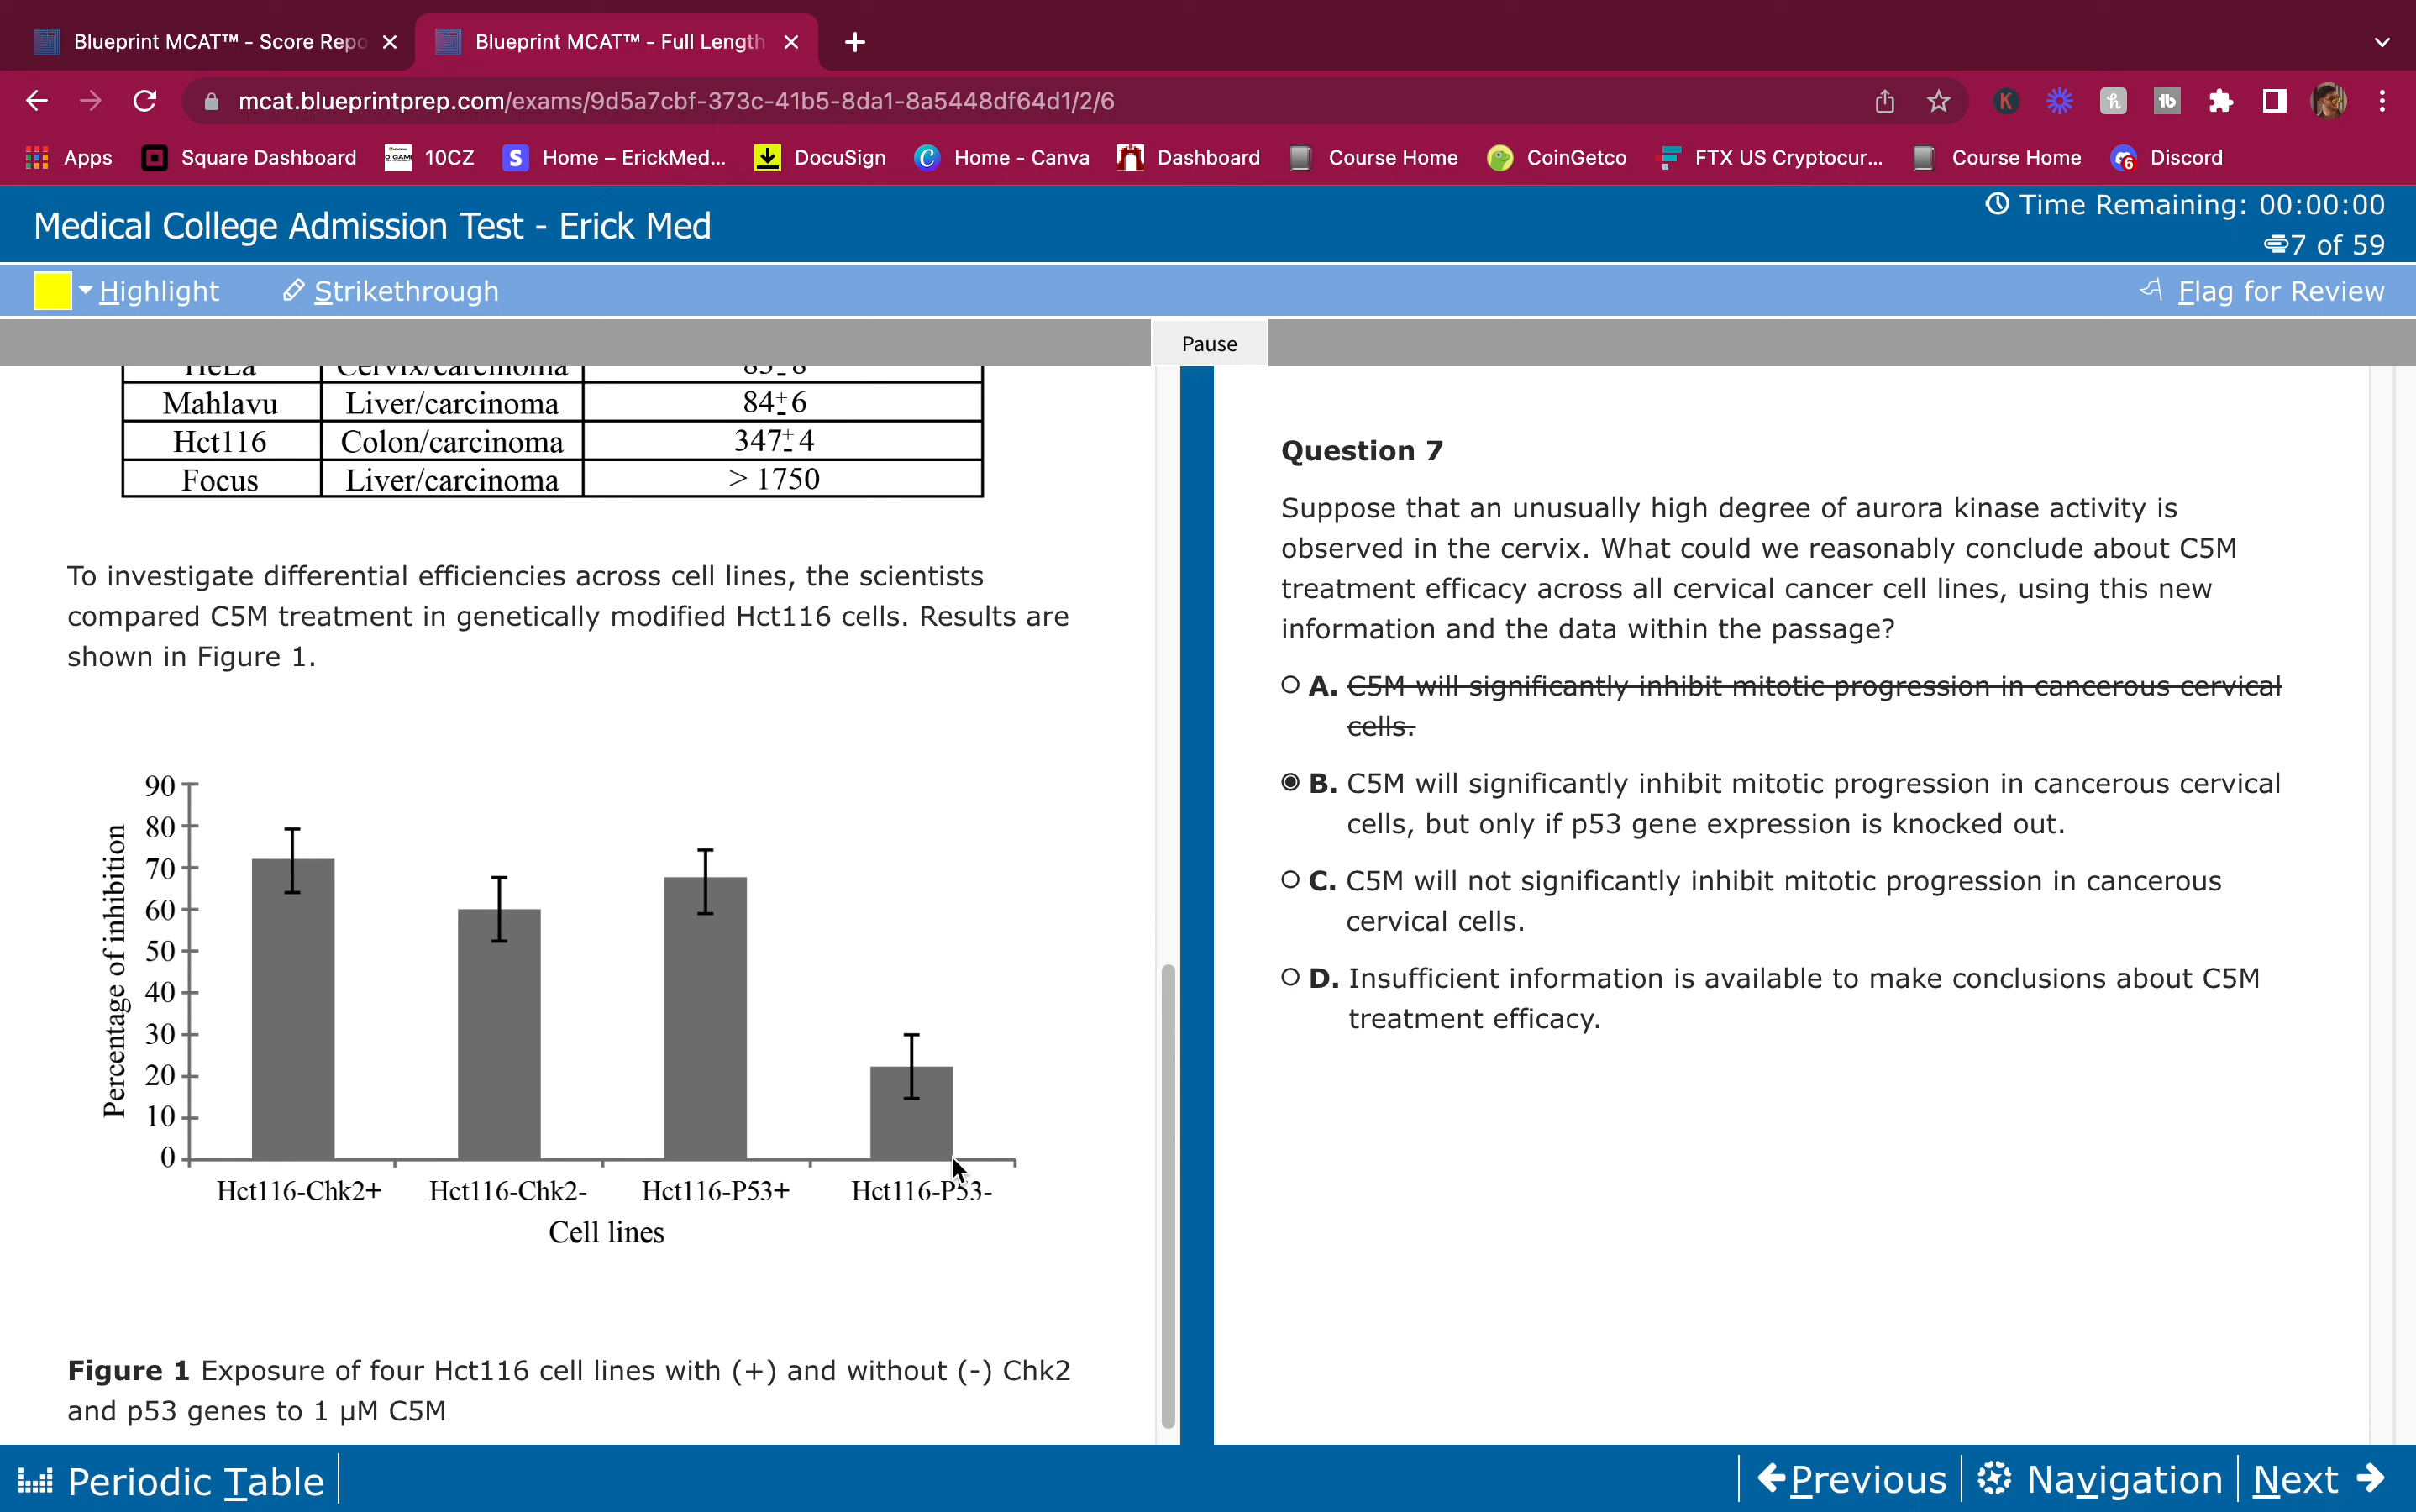 Blueprint MCAT™ - Score Repo
Blueprint MCAT™ - Full Length
mcat.blueprintprep.com/exams/9d5a7cbf-373c-41b5-8da1-8a5448df64d1/2/6
Apps
Square Dashboard
10CZ
Home – ErickMed...
DocuSign
Home - Canva
Dashboard
Course Home
CoinGetco
FTX US Cryptocur...
Course Home
Discord
Medical College Admission Test - Erick Med
Time Remaining: 00:00:00
7 of 59
Highlight
Strikethrough
Flag for Review
Pause
HeLa Cervix/carcinoma
Mahlavu Liver/carcinoma 84±6
Hct116 Colon/carcinoma 347±4
Focus Liver/carcinoma > 1750
To investigate differential efficiencies across cell lines, the scientists
compared C5M treatment in genetically modified Hct116 cells. Results are
shown in Figure 1.
Percentage of inhibition
90
80
70
60
50
40
30
20
10
0
Hct116-Chk2+ Hct116-Chk2- Hct116-P53+ Hct116-P53-
Cell lines
Figure 1 Exposure of four Hct116 cell lines with (+) and without (-) Chk2
and p53 genes to 1 µM C5M
Question 7
Suppose that an unusually high degree of aurora kinase activity is
observed in the cervix. What could we reasonably conclude about C5M
treatment efficacy across all cervical cancer cell lines, using this new
information and the data within the passage?
A. C5M will significantly inhibit mitotic progression in cancerous cervical
cells.
B. C5M will significantly inhibit mitotic progression in cancerous cervical
cells, but only if p53 gene expression is knocked out.
C. C5M will not significantly inhibit mitotic progression in cancerous
cervical cells.
D. Insufficient information is available to make conclusions about C5M
treatment efficacy.
Periodic Table
Previous
Navigation
Next